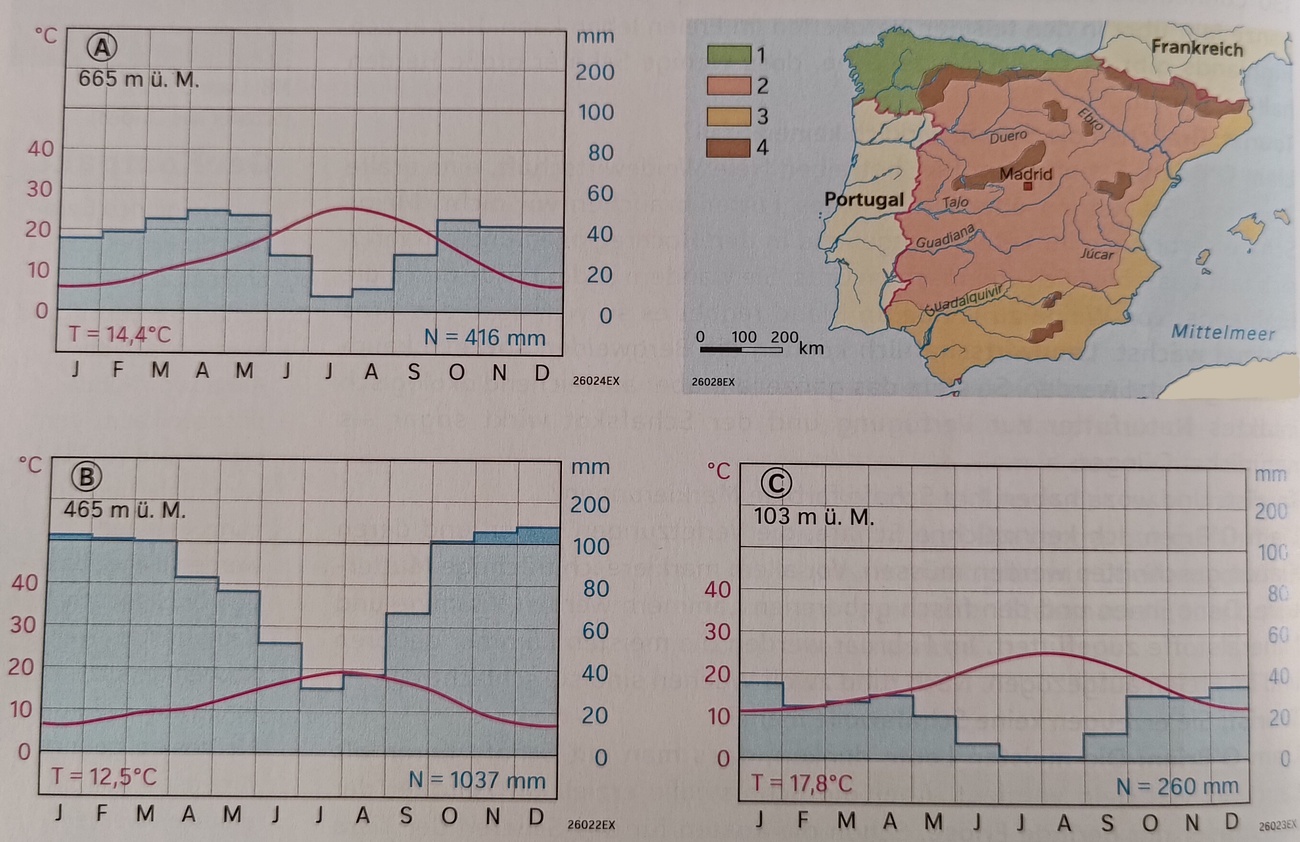 °C
A
665 m ü. M.
mm
200
100
80
60
40
20
0
40
30
20
10
0
T = 14,4°C
N = 416 mm
J F M A M J J A S O N D
26024EX
1
2
3
4
Frankreich
Ebro
Duero
Madrid
Portugal
Tajo
Guadiana
Júcar
Guadalquivir
0 100 200 km
Mittelmeer
26028EX
°C
B
465 m ü. M.
mm
200
100
80
60
40
20
0
40
30
20
10
0
T = 12,5°C
N = 1037 mm
J F M A M J J A S O N D
26022EX
°C
C
103 m ü. M.
mm
200
100
80
60
40
20
0
40
30
20
10
0
T = 17,8°C
N = 260 mm
J F M A M J J A S O N D
26023EX